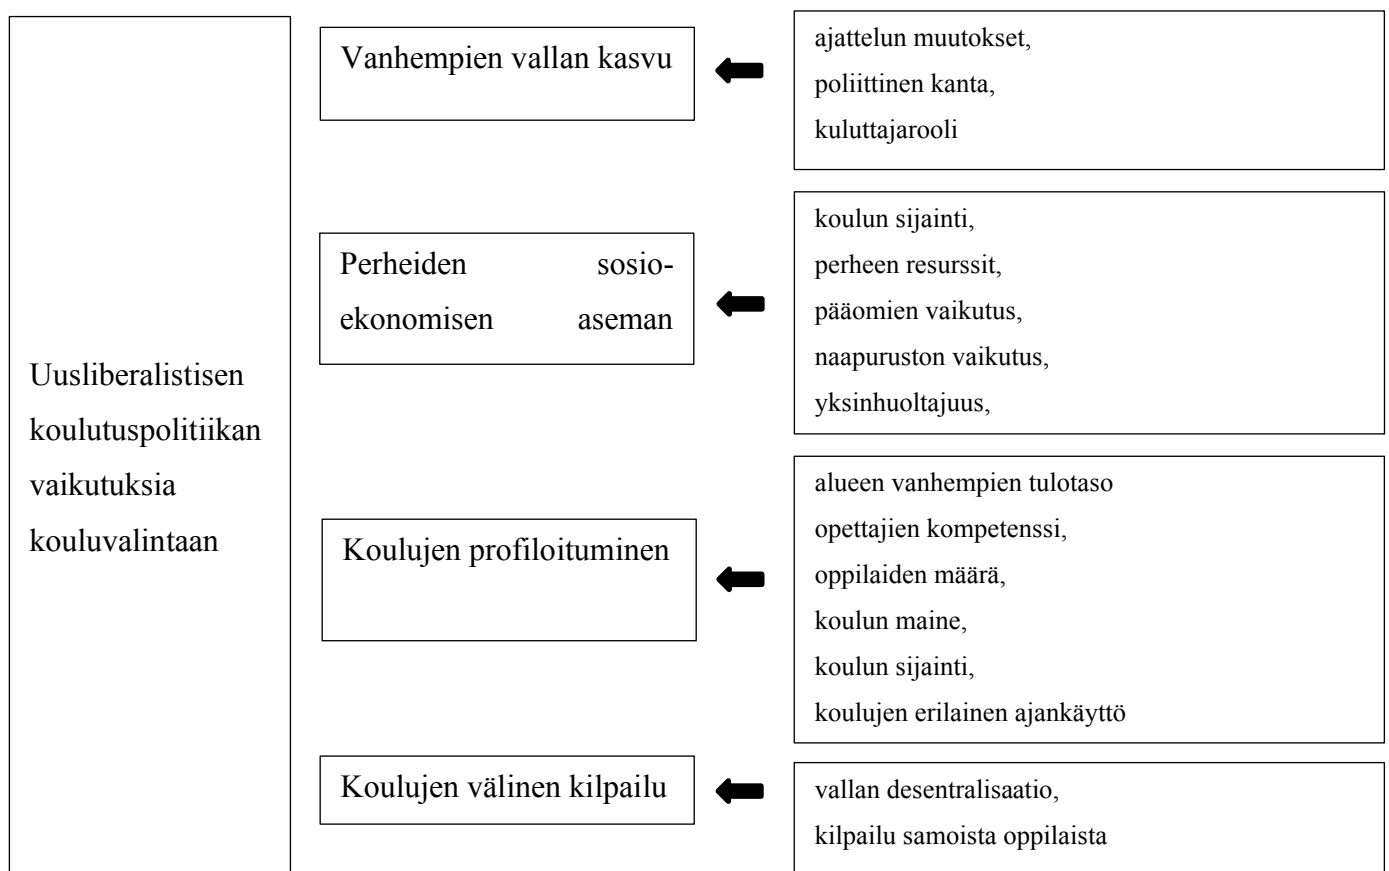 Uusliberalistisen
koulutuspolitiikan
vaikutuksia
kouluvalintaan
Vanhempien vallan kasvu
ajattelun muutokset,
poliittinen kanta,
kuluttajarooli
Perheiden sosio-
ekonomisen aseman
koulun sijainti,
perheen resurssit,
pääomien vaikutus,
naapuruston vaikutus,
yksinhuoltajuus,
Koulujen profiloituminen
alueen vanhempien tulotaso
opettajien kompetenssi,
oppilaiden määrä,
koulun maine,
koulun sijainti,
koulujen erilainen ajankäyttö
Koulujen välinen kilpailu
vallan desentralisaatio,
kilpailu samoista oppilaista